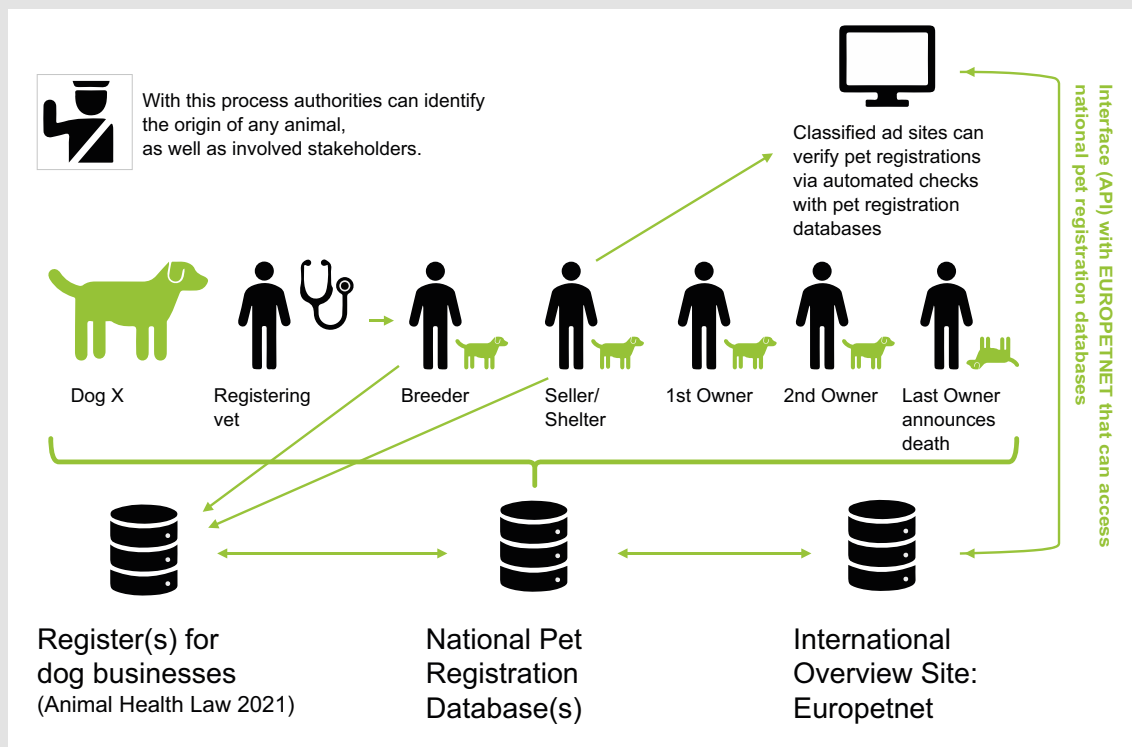 With this process authorities can identify
the origin of any animal,
as well as involved stakeholders.
Classified ad sites can
verify pet registrations
via automated checks
with pet registration
databases
Interface (API) with EUROPETNET that can access
national pet registration databases
Dog X
Registering
vet
Breeder
Seller/
Shelter
1st Owner
2nd Owner
Last Owner
announces
death
Register(s) for
dog businesses
(Animal Health Law 2021)
National Pet
Registration
Database(s)
International
Overview Site:
Europetnet